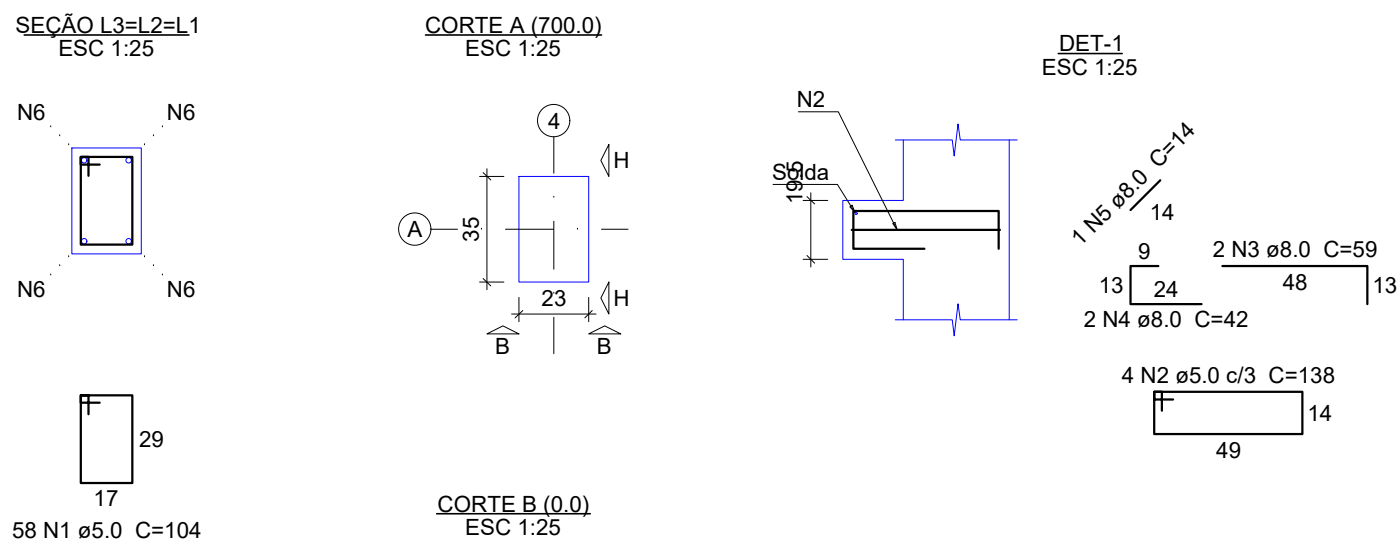 SEÇÃO L3=L2=L1
ESC 1:25
N6
N6
N6
N6
29
17
58 N1 ø5.0 C=104
CORTE A (700.0)
ESC 1:25
4
H
A
35
23
H
B
B
CORTE B (0.0)
ESC 1:25
DET-1
ESC 1:25
N2
Solda
19.5
1 N5 ø8.0 C=14
14
9
13
24
2 N4 ø8.0 C=42
2 N3 ø8.0 C=59
48
13
4 N2 ø5.0 c/3 C=138
14
49